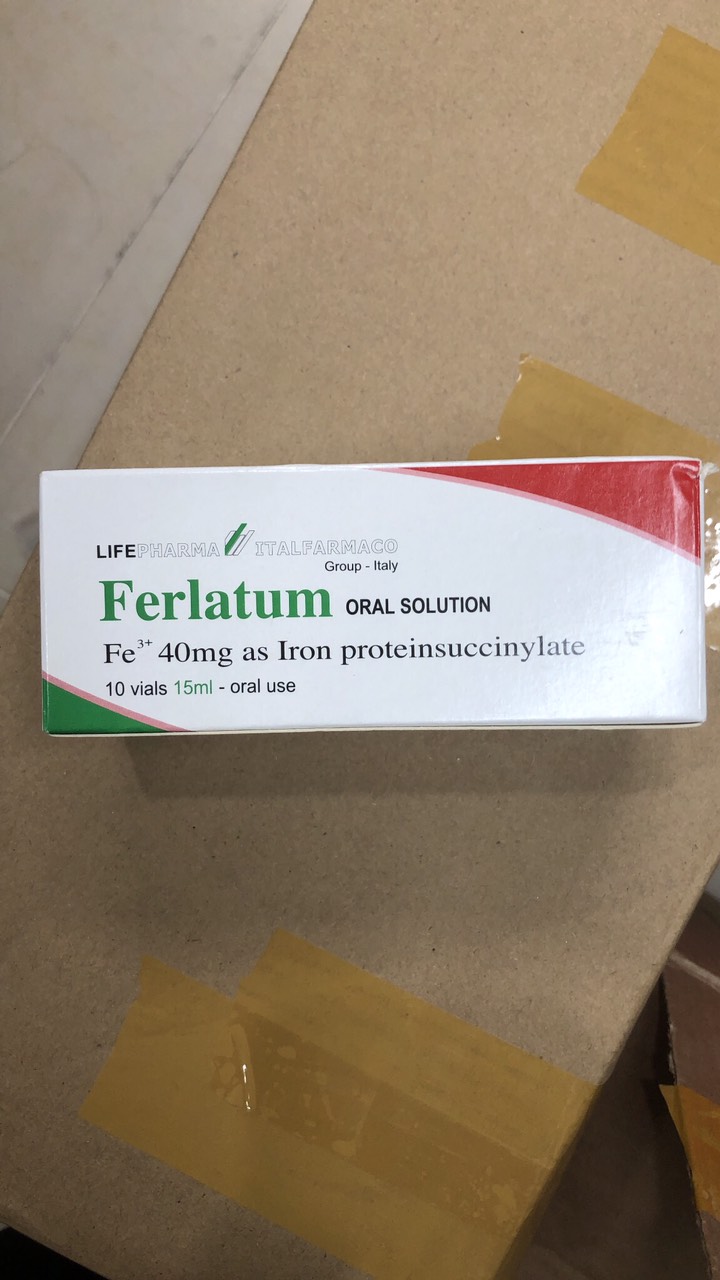 LIFEPHARMA ITALFARMACO
Group - Italy
Ferlatum ORAL SOLUTION
Fe³⁺ 40mg as Iron proteinsuccinylate
10 vials 15ml - oral use